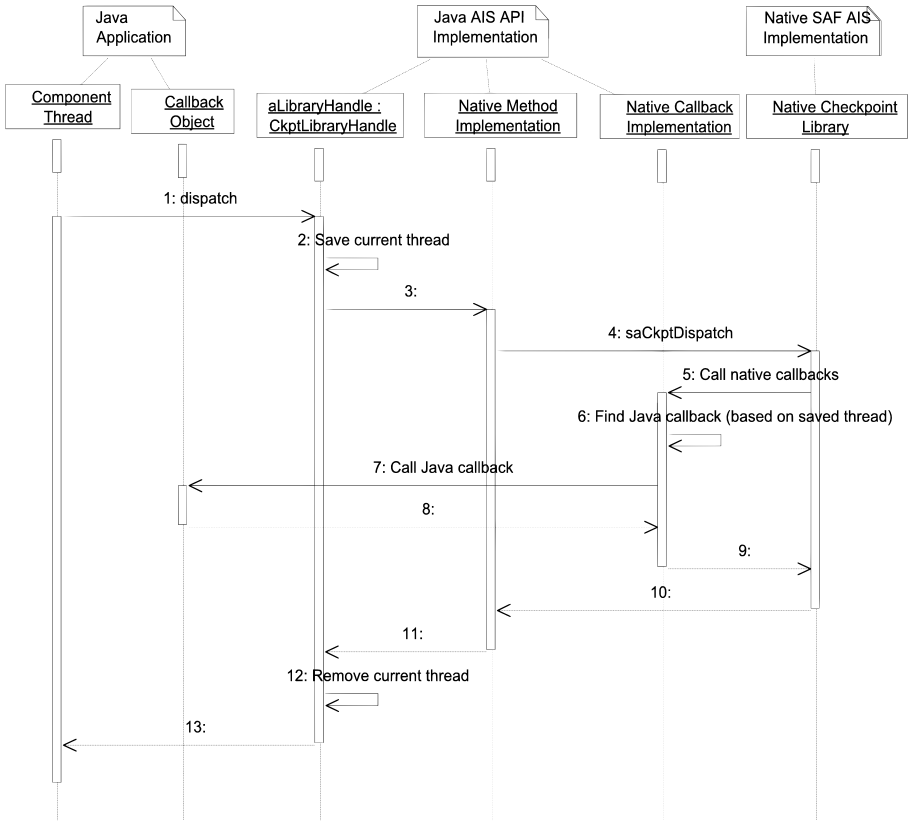 Java
Application
Java AIS API
Implementation
Native SAF AIS
Implementation
Component
Thread
Callback
Object
aLibraryHandle :
CkptLibraryHandle
Native Method
Implementation
Native Callback
Implementation
Native Checkpoint
Library
1: dispatch
2: Save current thread
3:
4: saCkptDispatch
5: Call native callbacks
6: Find Java callback (based on saved thread)
7: Call Java callback
8:
9:
10:
11:
12: Remove current thread
13: